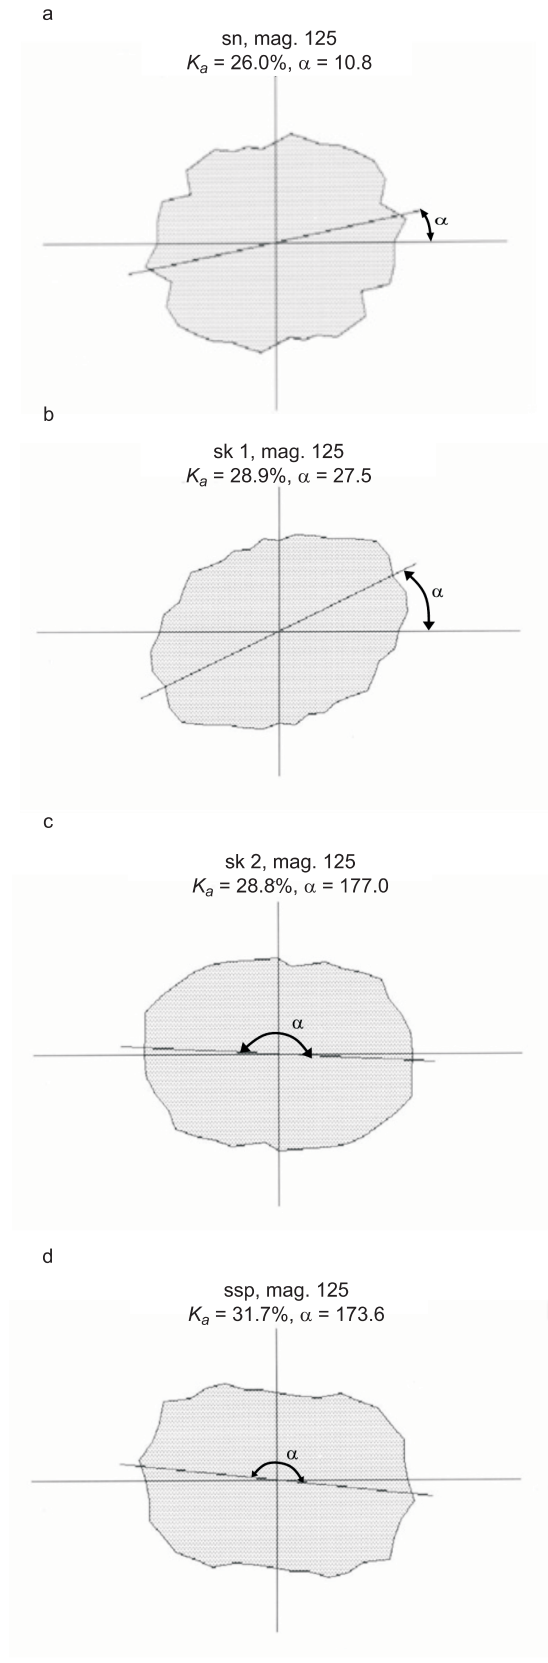 a
sn, mag. 125
Ka = 26.0%, α = 10.8
α
b
sk 1, mag. 125
Ka = 28.9%, α = 27.5
α
c
sk 2, mag. 125
Ka = 28.8%, α = 177.0
α
d
ssp, mag. 125
Ka = 31.7%, α = 173.6
α